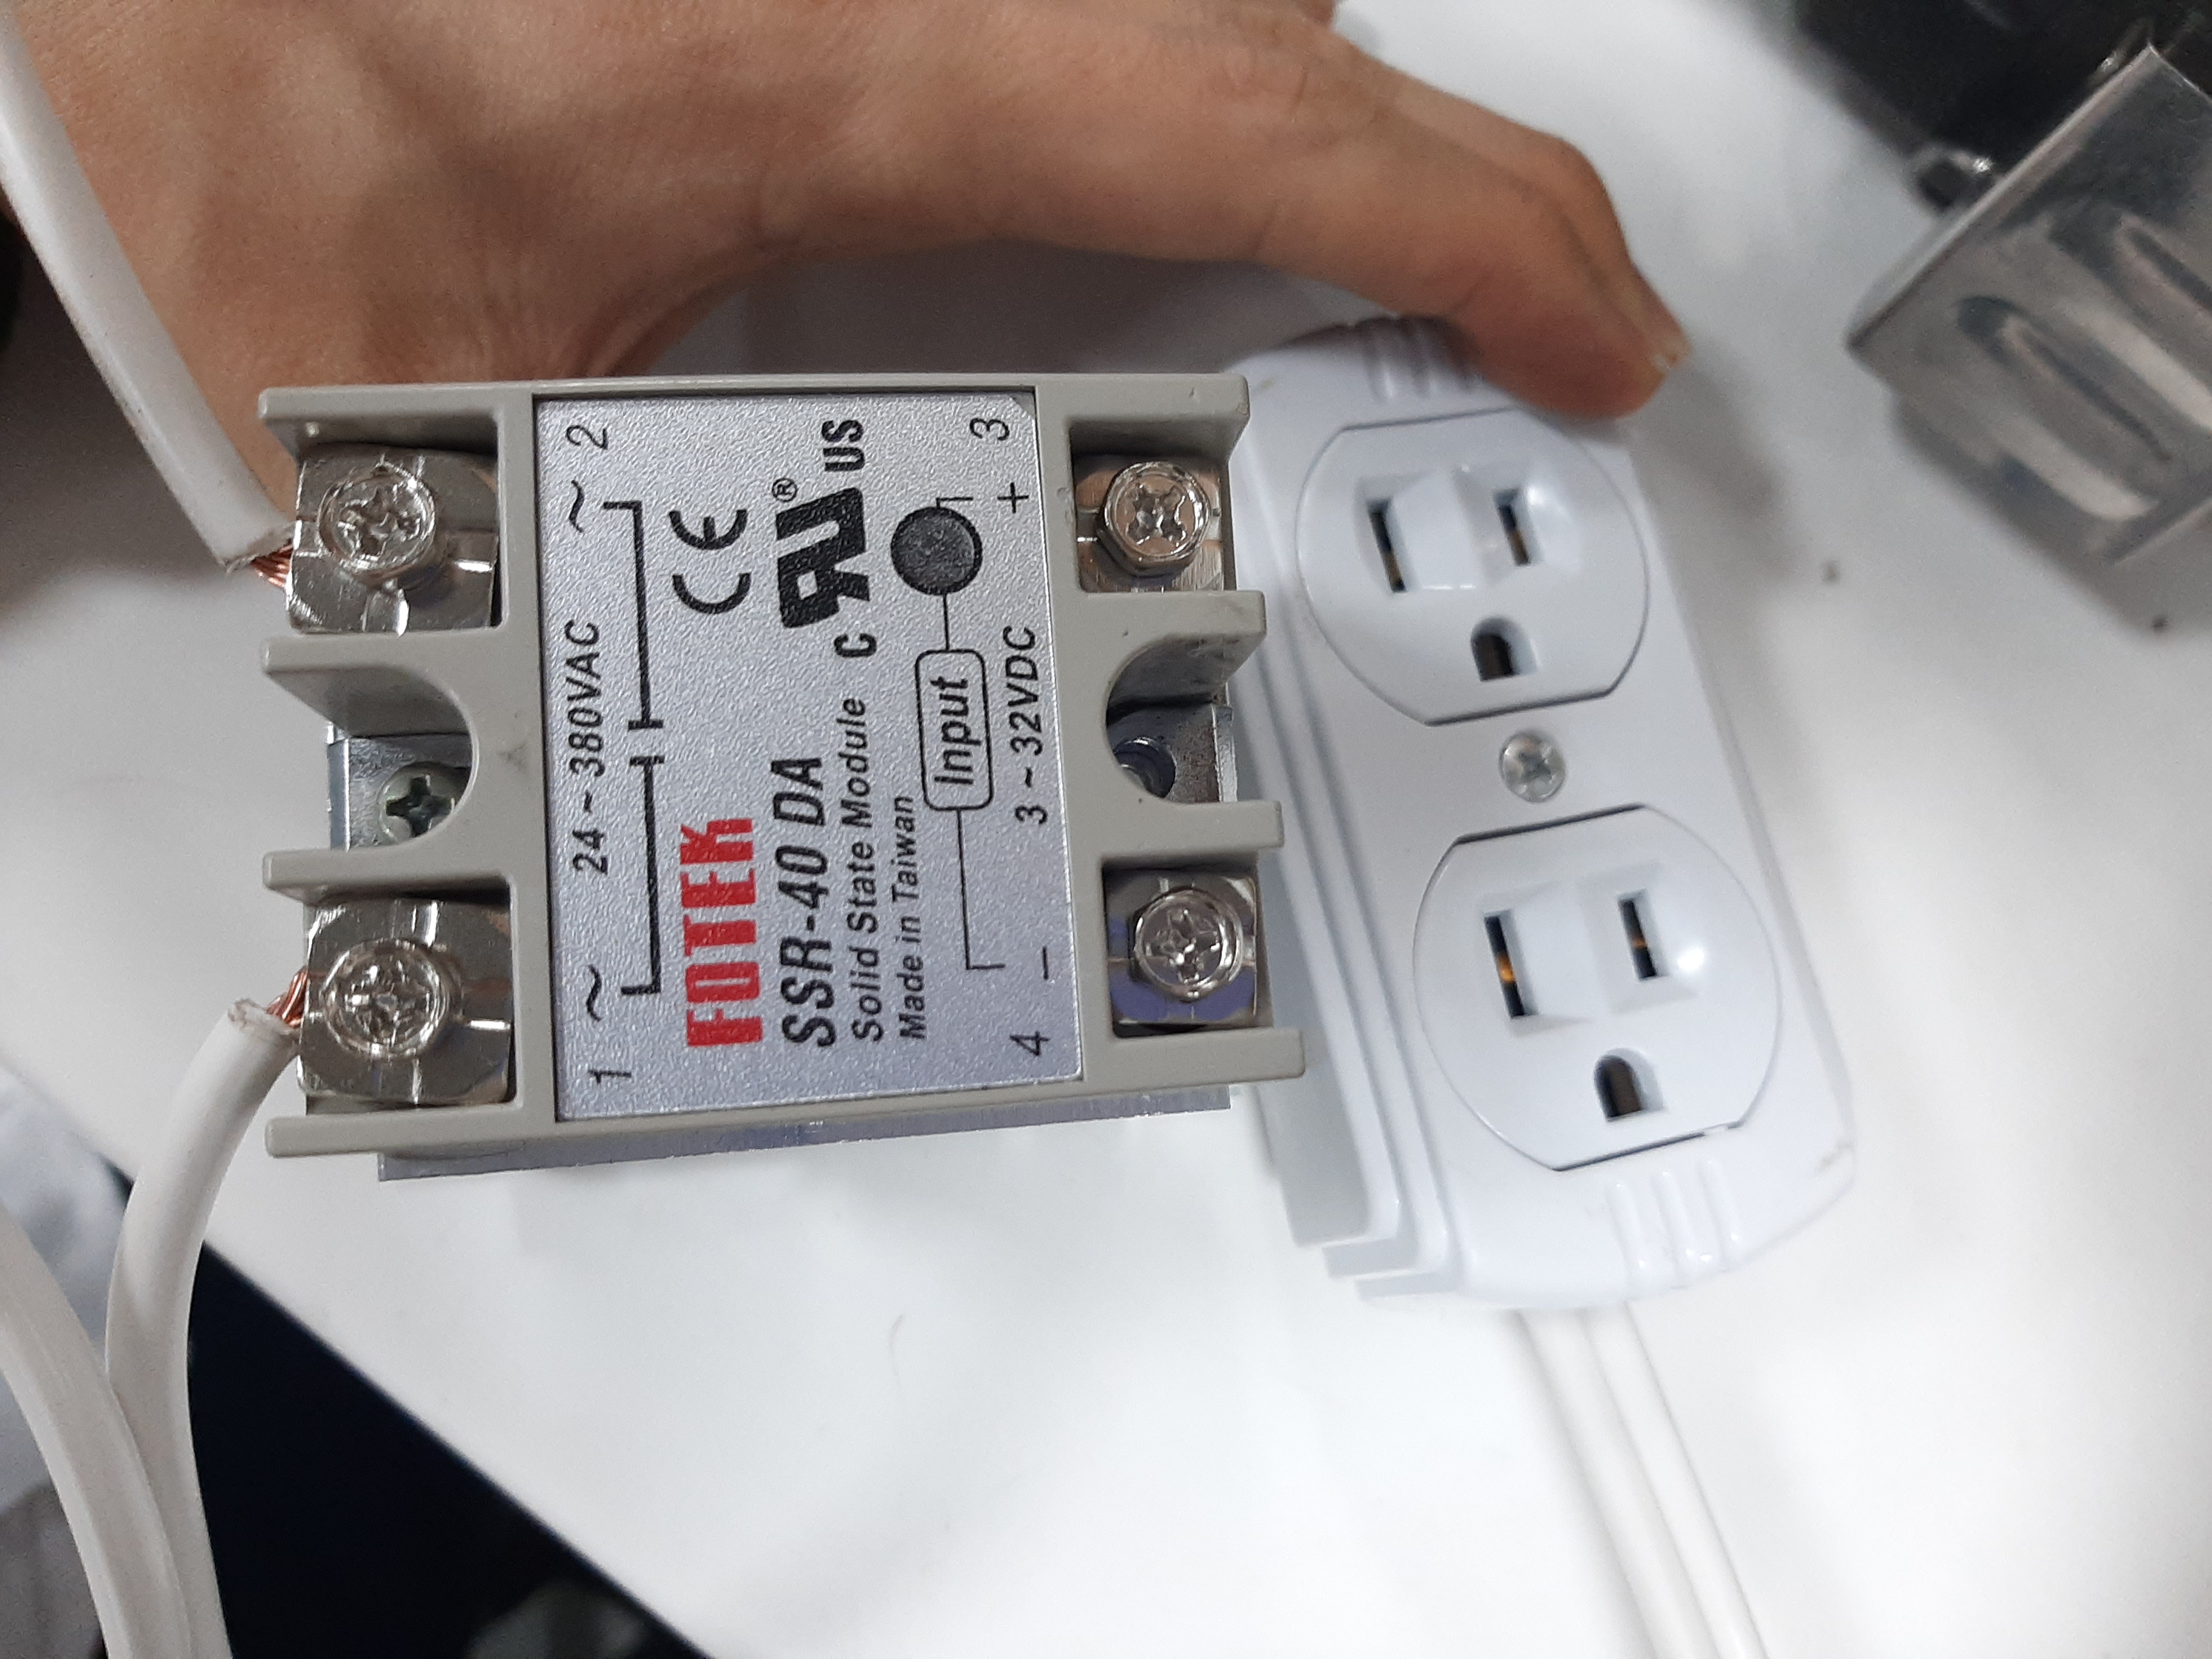 1 ~ 24~380VAC ~ 2
FOTEK CE
SSR-40 DA
Solid State Module c RU® US
Made in Taiwan
Input
4 – 3~32VDC + 3